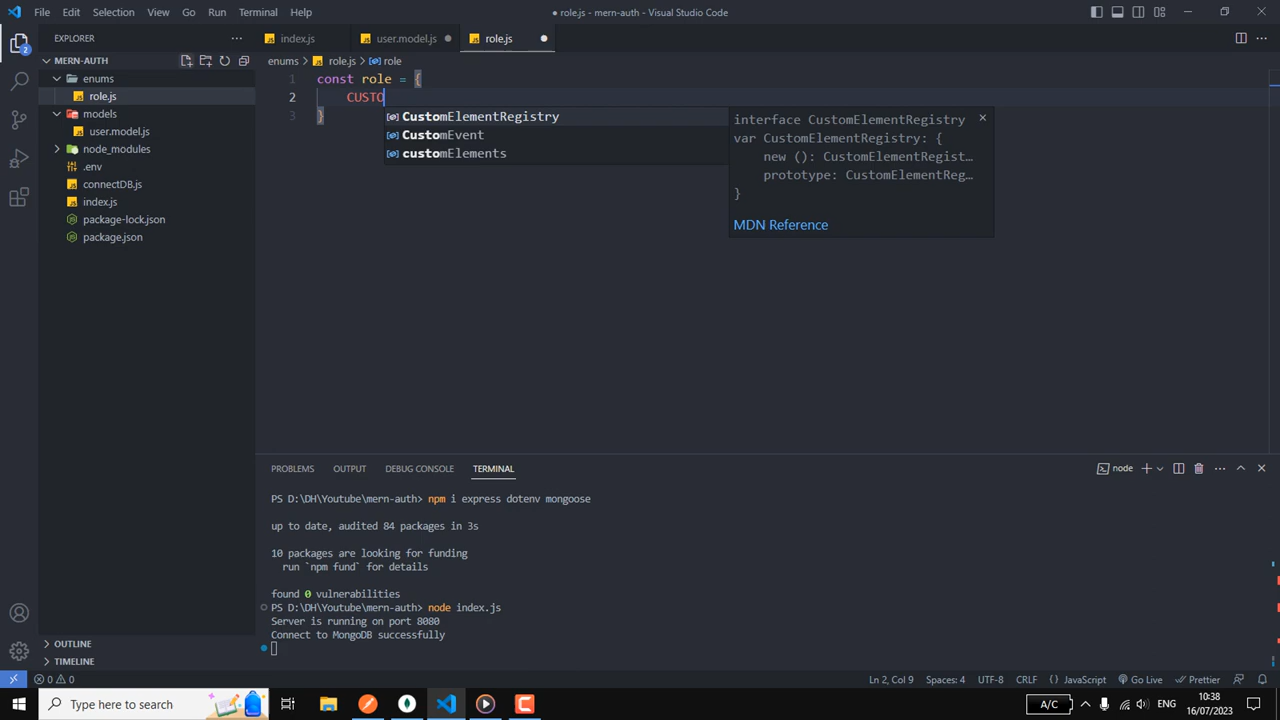 File Edit Selection View Go Run Terminal Help
● role.js - mern-auth - Visual Studio Code
EXPLORER
index.js
user.model.js
role.js
MERN-AUTH
enums
role.js
models
user.model.js
node_modules
.env
connectDB.js
index.js
package-lock.json
package.json
OUTLINE
TIMELINE
enums > role.js > role
1 const role = {
2 CUSTO
3 }
CustomElementRegistry
CustomEvent
customElements
interface CustomElementRegistry
var CustomElementRegistry: {
new (): CustomElementRegist…
prototype: CustomElementReg…
}
MDN Reference
PROBLEMS OUTPUT DEBUG CONSOLE TERMINAL
node
PS D:\DH\Youtube\mern-auth> npm i express dotenv mongoose
up to date, audited 84 packages in 3s
10 packages are looking for funding
run `npm fund` for details
found 0 vulnerabilities
PS D:\DH\Youtube\mern-auth> node index.js
Server is running on port 8080
Connect to MongoDB successfully
0 0
Ln 2, Col 9 Spaces: 4 UTF-8 CRLF {} JavaScript Go Live Prettier
Type here to search
A/C
ENG
10:38
16/07/2023